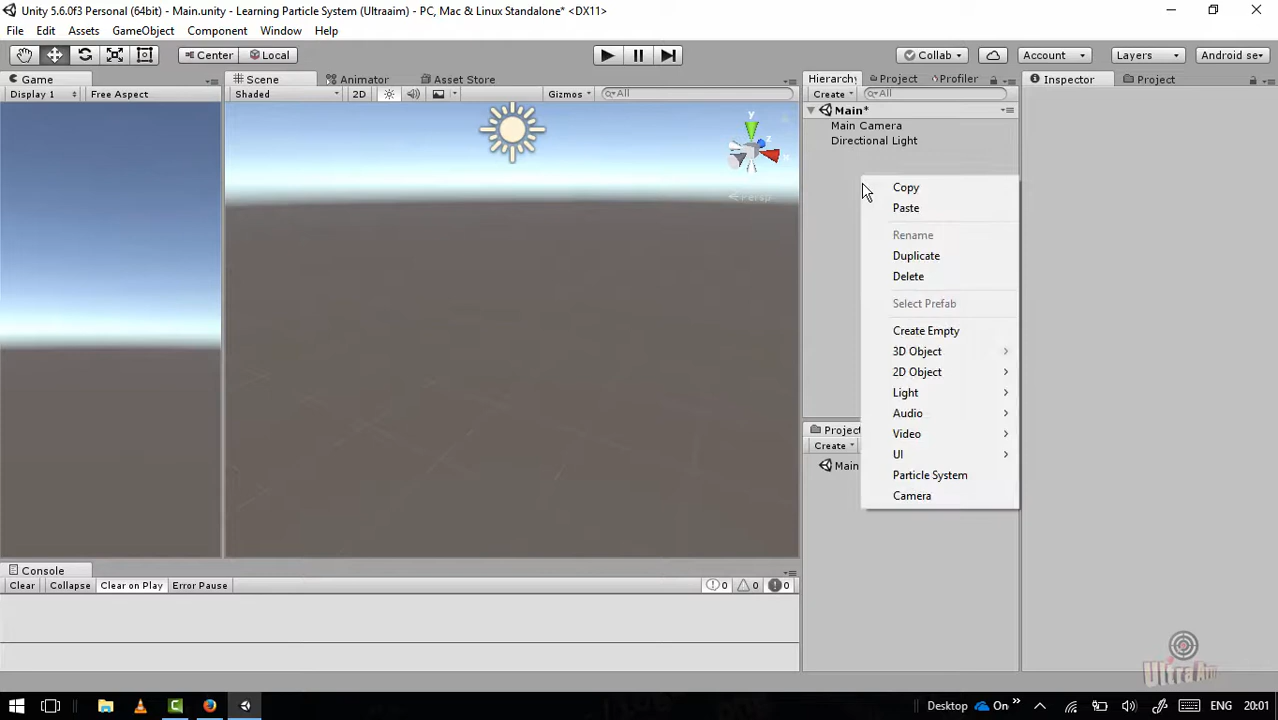 Unity 5.6.0f3 Personal (64bit) - Main.unity - Learning Particle System (Ultraaim) - PC, Mac & Linux Standalone* <DX11>
File Edit Assets GameObject Component Window Help
Center Local Collab Account Layers Android se
Game Scene Animator Asset Store Hierarchy Project Profiler Inspector Project
Display 1 Free Aspect Shaded 2D Gizmos All Create All
Main*
Main Camera
Directional Light
y
z
x
Persp
Copy
Paste
Rename
Duplicate
Delete
Select Prefab
Create Empty
3D Object
2D Object
Light
Audio
Video
UI
Particle System
Camera
Project
Create
Main
Console
Clear Collapse Clear on Play Error Pause 0 0 0
Ultra Aim
Desktop On ENG 20:01